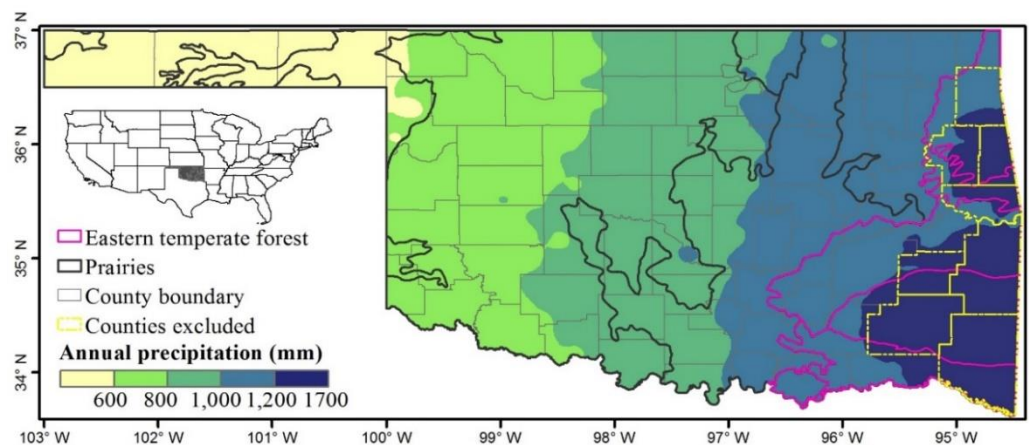 37° N
36° N
35° N
34° N
Eastern temperate forest
Prairies
County boundary
Counties excluded
Annual precipitation (mm)
600 800 1,000 1,200 1700
103° W 102° W 101° W 100° W 99° W 98° W 97° W 96° W 95° W